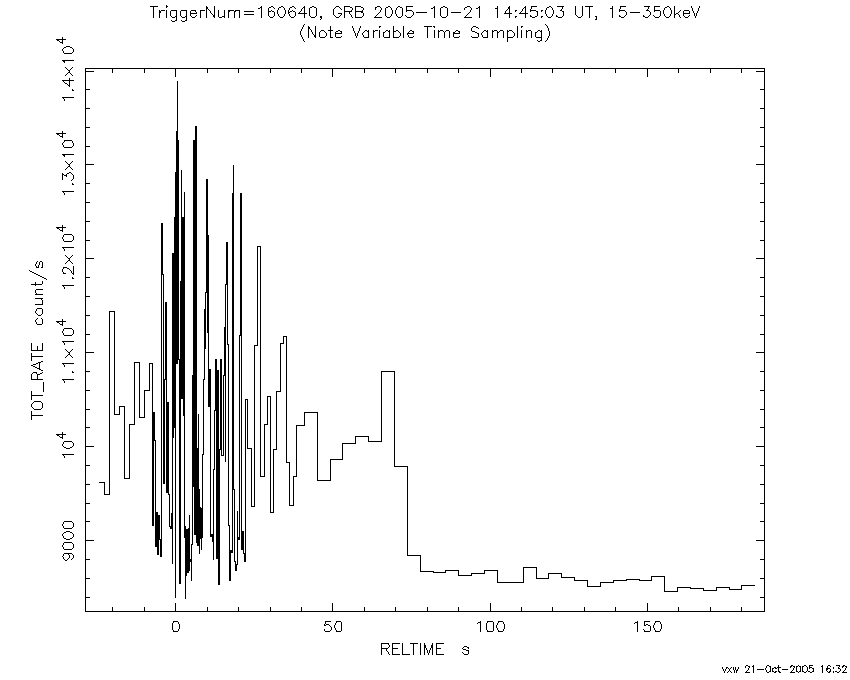 TriggerNum=160640, GRB 2005-10-21 14:45:03 UT, 15-350keV
(Note Variable Time Sampling)
TOT_RATE count/s
1.4×10⁴
1.3×10⁴
1.2×10⁴
1.1×10⁴
10⁴
9000
0 50 100 150
RELTIME s
vxw 21-Oct-2005 16:32